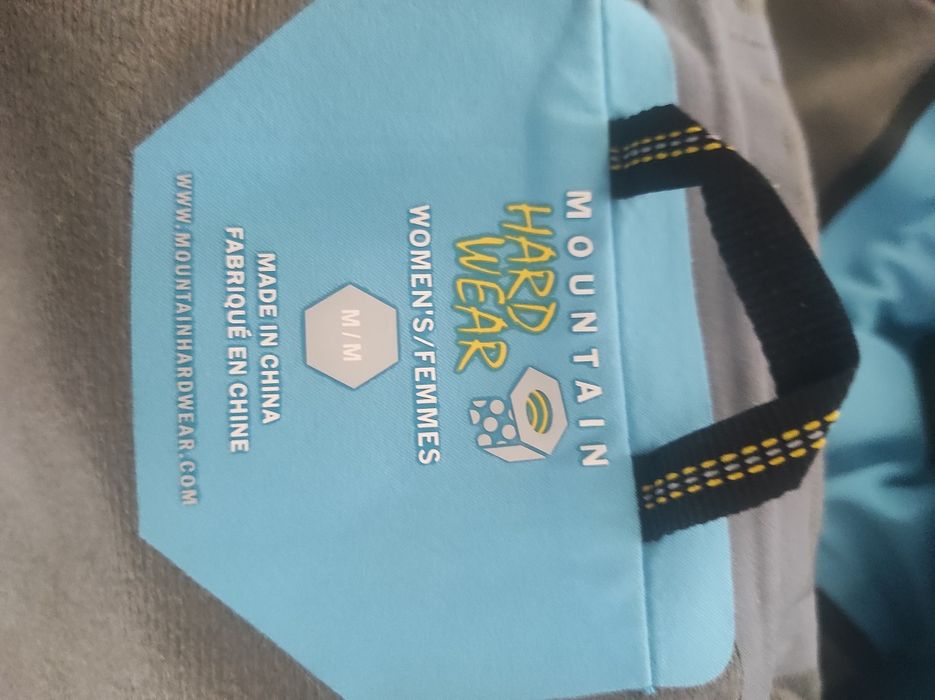 MOUNTAIN
HARD
WEAR
WOMEN'S/FEMMES
M/M
MADE IN CHINA
FABRIQUÉ EN CHINE
WWW.MOUNTAINHARDWEAR.COM